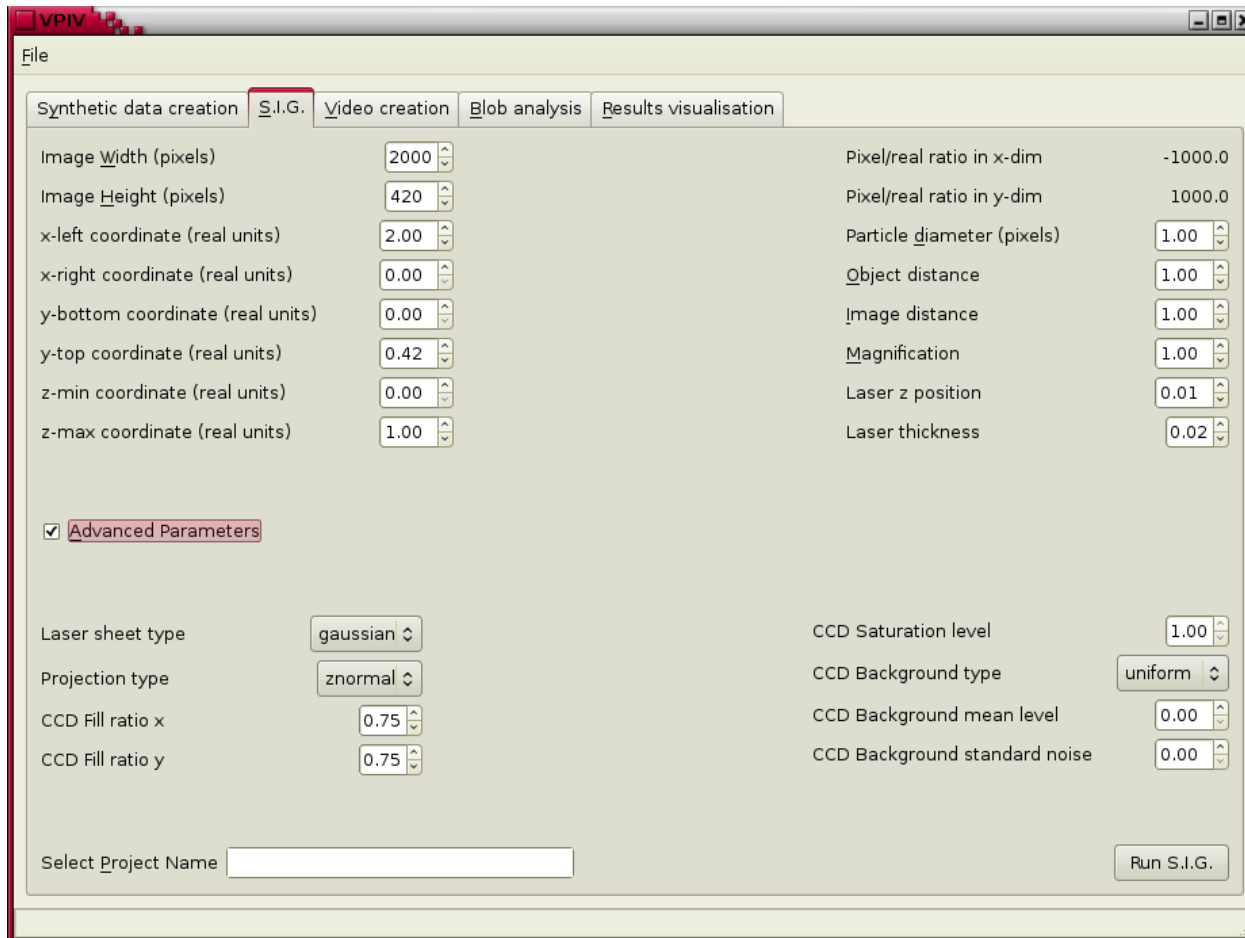 VPIV
File
Synthetic data creation S.I.G. Video creation Blob analysis Results visualisation
Image Width (pixels) 2000 Pixel/real ratio in x-dim -1000.0
Image Height (pixels) 420 Pixel/real ratio in y-dim 1000.0
x-left coordinate (real units) 2.00 Particle diameter (pixels) 1.00
x-right coordinate (real units) 0.00 Object distance 1.00
y-bottom coordinate (real units) 0.00 Image distance 1.00
y-top coordinate (real units) 0.42 Magnification 1.00
z-min coordinate (real units) 0.00 Laser z position 0.01
z-max coordinate (real units) 1.00 Laser thickness 0.02
Advanced Parameters
Laser sheet type gaussian CCD Saturation level 1.00
Projection type znormal CCD Background type uniform
CCD Fill ratio x 0.75 CCD Background mean level 0.00
CCD Fill ratio y 0.75 CCD Background standard noise 0.00
Select Project Name Run S.I.G.